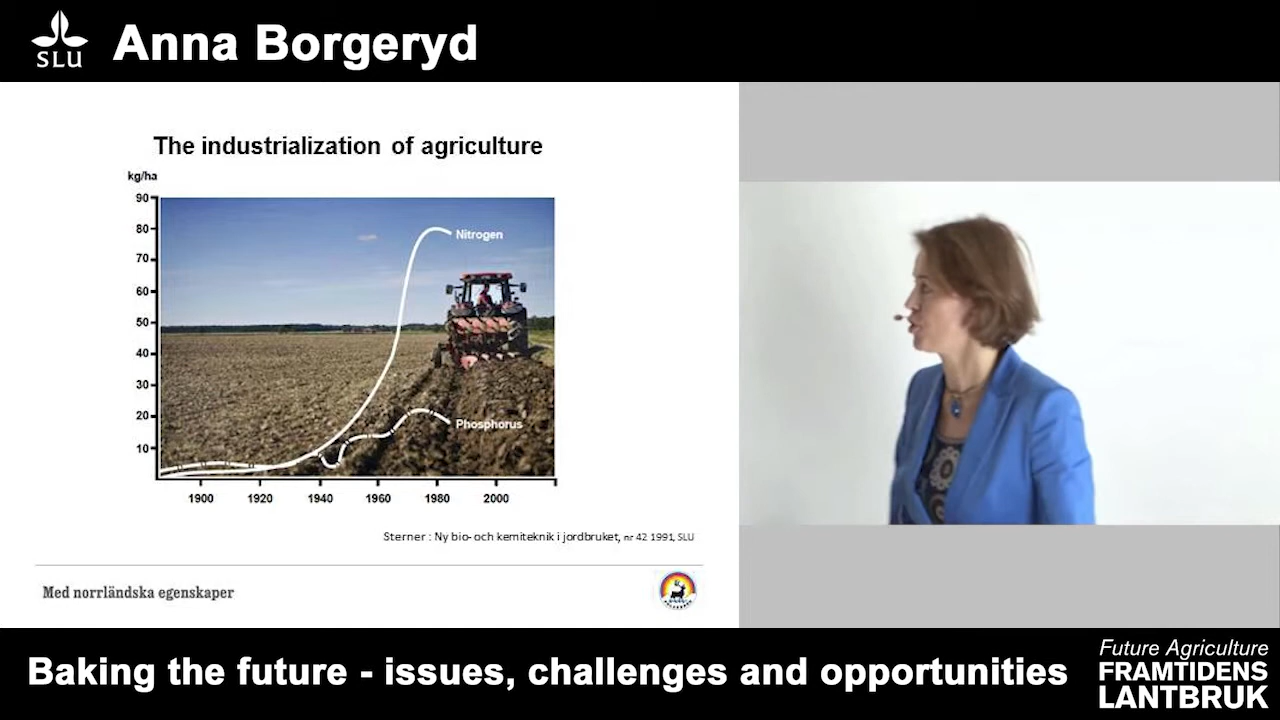 SLU
Anna Borgeryd
The industrialization of agriculture
kg/ha
90
80
70
60
50
40
30
20
10
Nitrogen
Phosphorus
1900 1920 1940 1960 1980 2000
Sterner : Ny bio- och kemiteknik i jordbruket, nr 42 1991, SLU
Med norrländska egenskaper
Baking the future - issues, challenges and opportunities
Future Agriculture
FRAMTIDENS
LANTBRUK